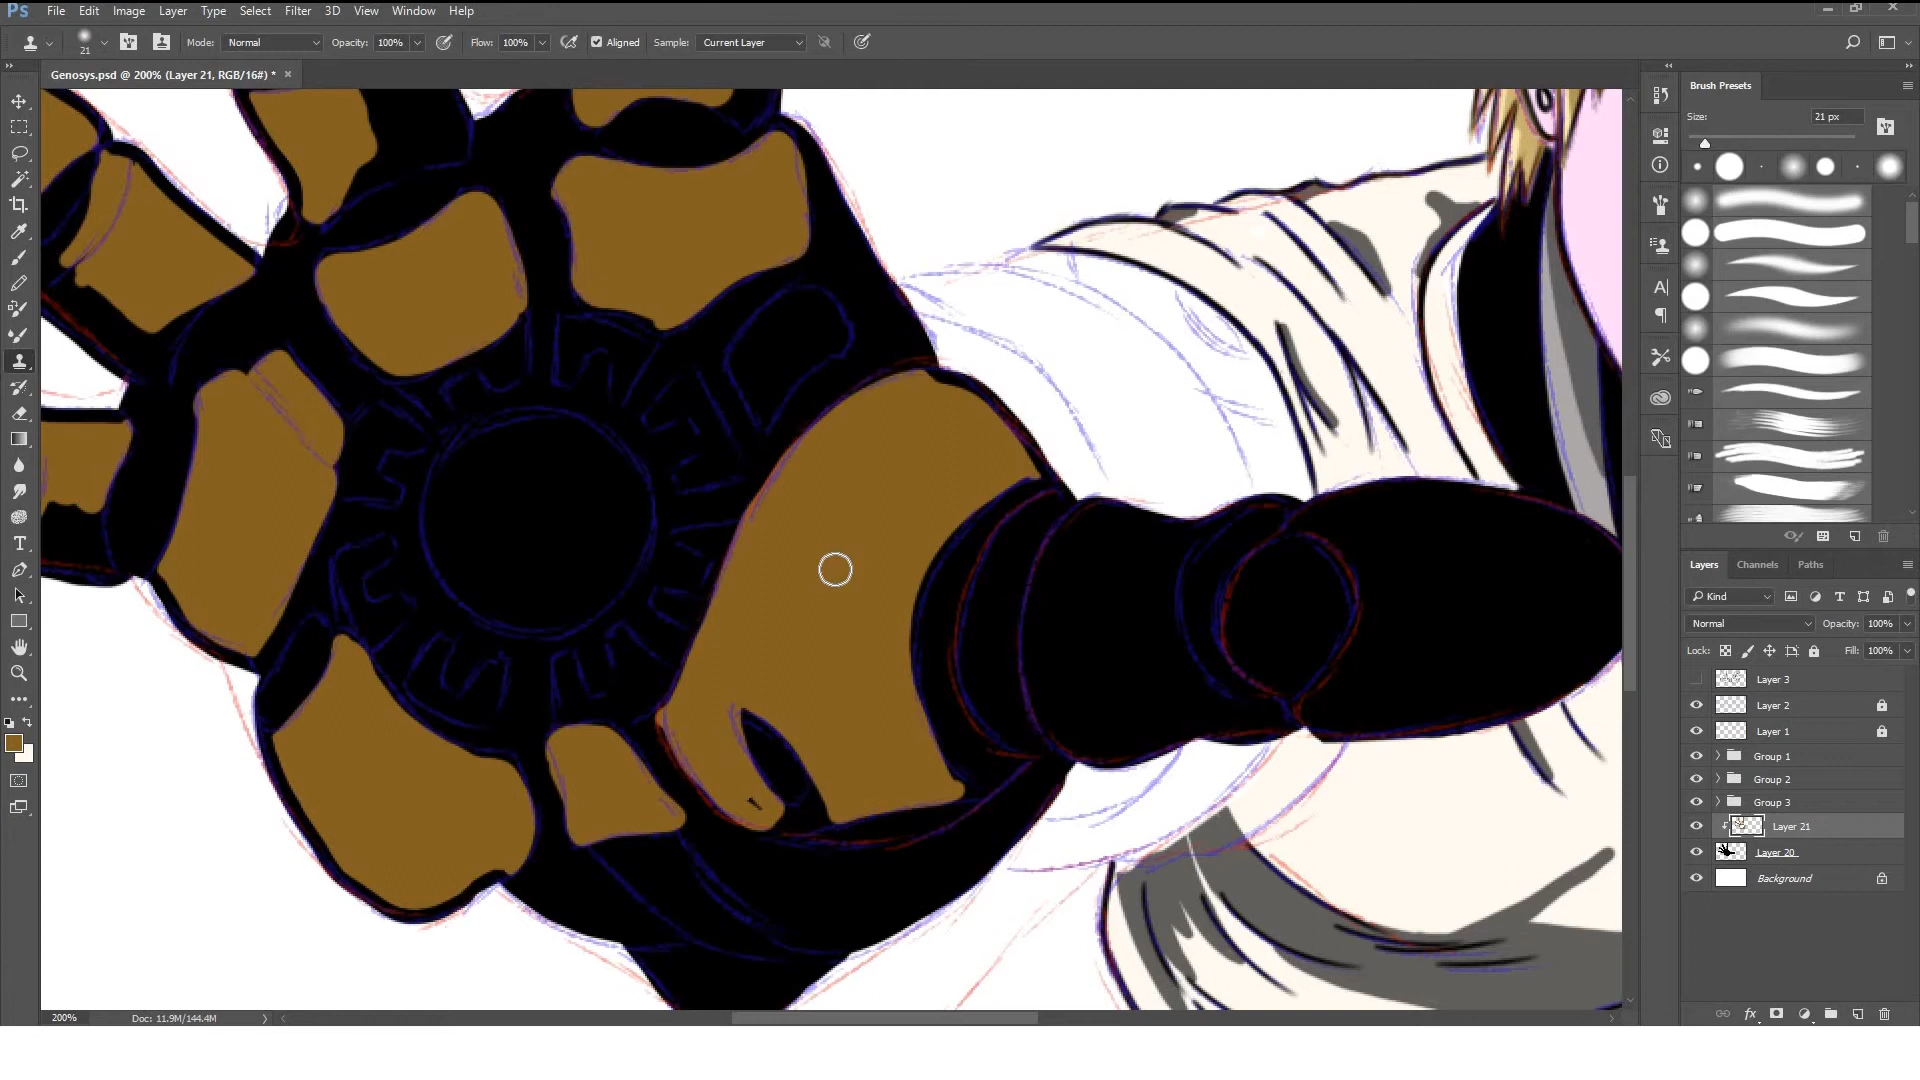 Ps File Edit Image Layer Type Select Filter 3D View Window Help
21 Mode: Normal Opacity: 100% Flow: 100% Aligned Sample: Current Layer
Genosys.psd @ 200% (Layer 21, RGB/16#) * ×
Brush Presets
Size: 21 px
Layers Channels Paths
Kind
Normal Opacity: 100%
Lock: Fill: 100%
Layer 3
Layer 2
Layer 1
Group 1
Group 2
Group 3
Layer 21
Layer 20
Background
200% Doc: 11.9M/144.4M